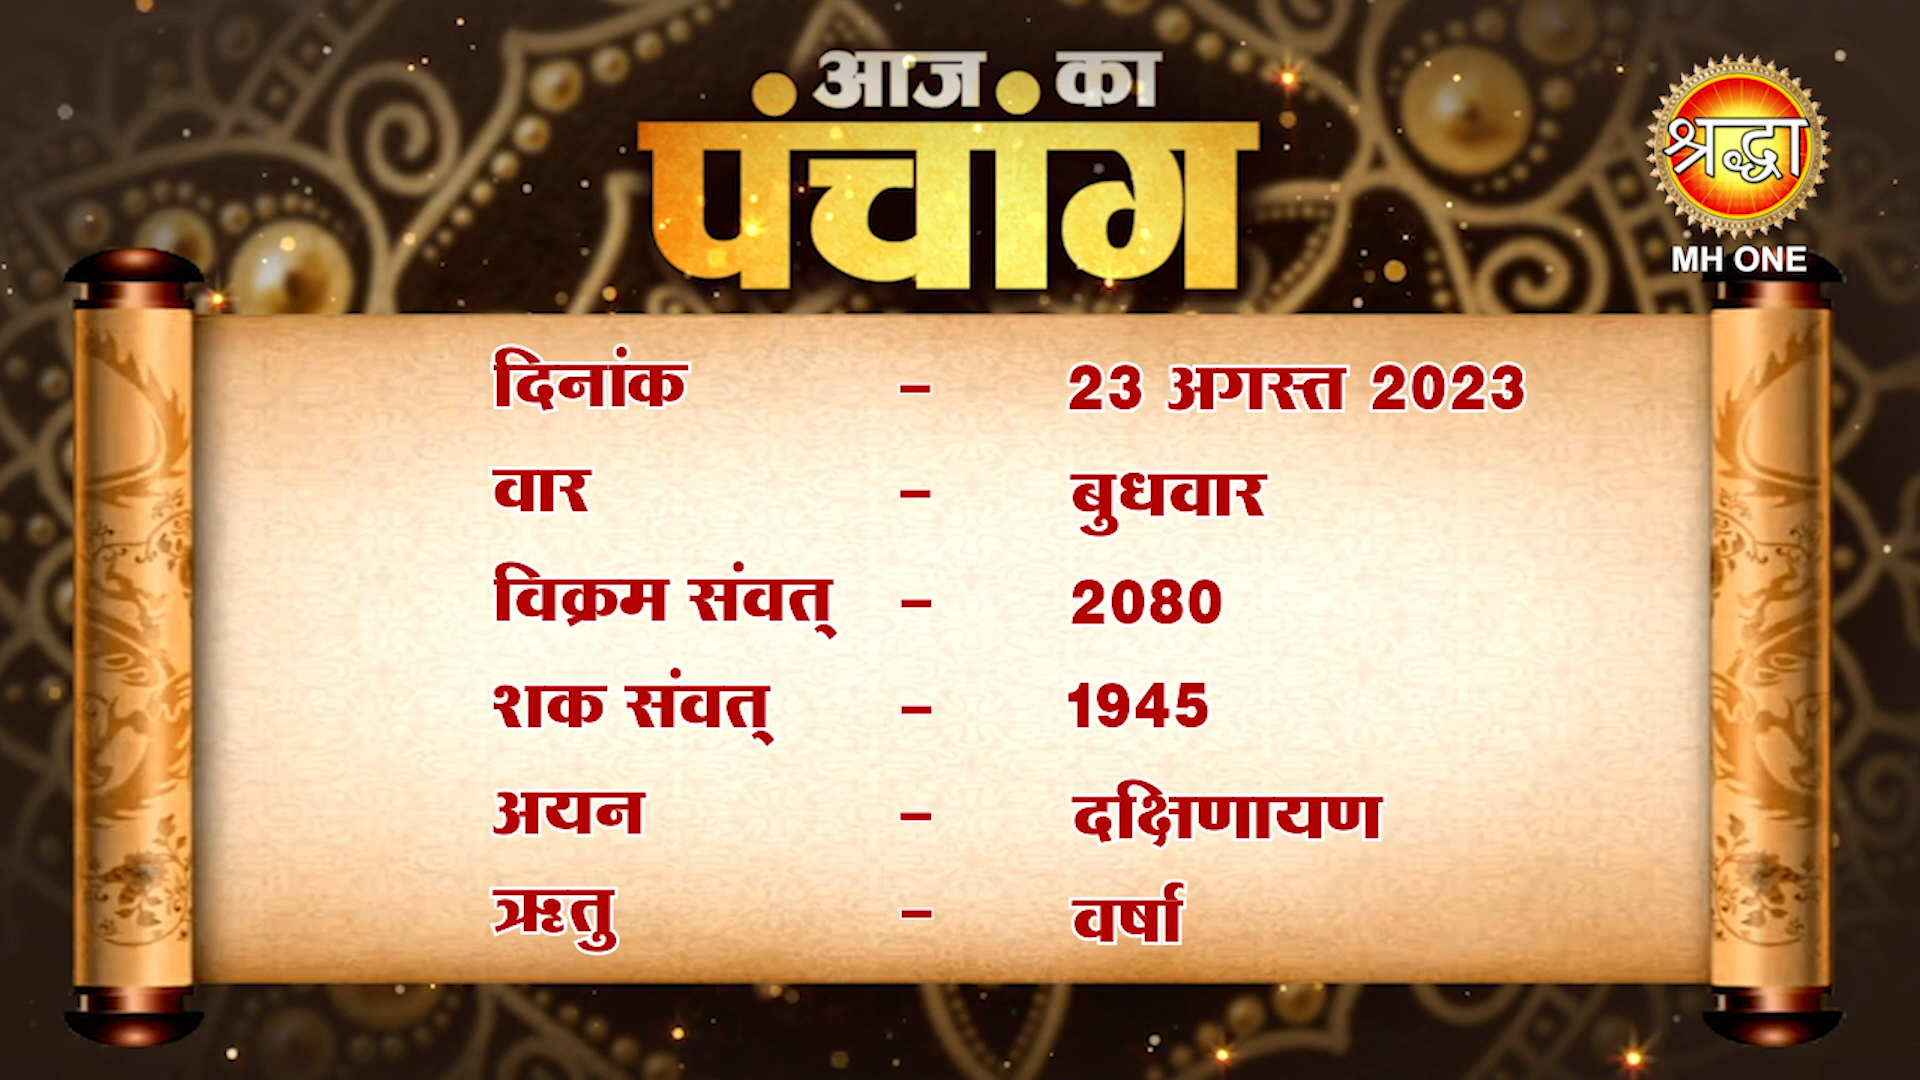 आज का
पंचांग
श्रद्धा
MH ONE
दिनांक - 23 अगस्त 2023
वार - बुधवार
विक्रम संवत् - 2080
शक संवत् - 1945
अयन - दक्षिणायण
ऋतु - वर्षा